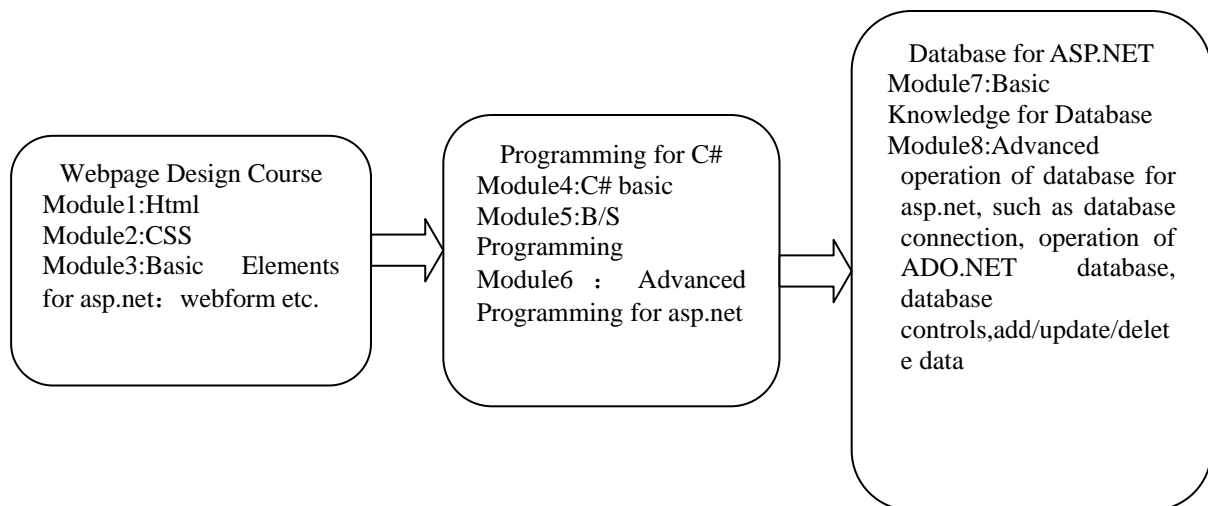 Webpage Design Course
Module1:Html
Module2:CSS
Module3:Basic Elements
for asp.net：webform etc.
Programming for C#
Module4:C# basic
Module5:B/S
Programming
Module6 ： Advanced
Programming for asp.net
Database for ASP.NET
Module7:Basic
Knowledge for Database
Module8:Advanced
operation of database for
asp.net, such as database
connection, operation of
ADO.NET database,
database
controls,add/update/delet
e data